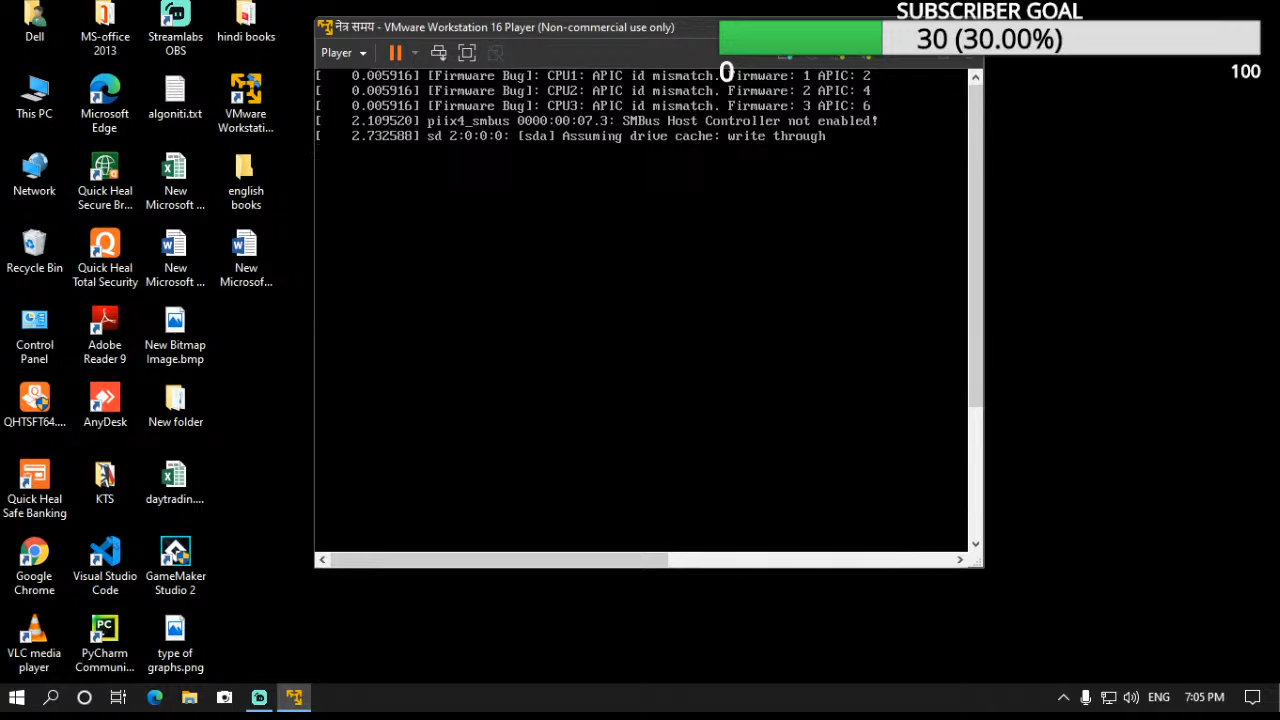 Dell
MS-office
2013
Streamlabs
OBS
hindi books
This PC
Microsoft
Edge
algoniti.txt
VMware
Workstati...
Network
Quick Heal
Secure Br...
New
Microsoft ...
english
books
Recycle Bin
Quick Heal
Total Security
New
Microsoft ...
New
Microsof...
Control
Panel
Adobe
Reader 9
New Bitmap
Image.bmp
QHTSFT64....
AnyDesk
New folder
Quick Heal
Safe Banking
KTS
daytradin....
Google
Chrome
Visual Studio
Code
GameMaker
Studio 2
VLC media
player
PyCharm
Communi...
type of
graphs.png
नेत्र समय - VMware Workstation 16 Player (Non-commercial use only)
Player
SUBSCRIBER GOAL
30 (30.00%)
0
100
[ 0.005916] [Firmware Bug]: CPU1: APIC id mismatch. Firmware: 1 APIC: 2
[ 0.005916] [Firmware Bug]: CPU2: APIC id mismatch. Firmware: 2 APIC: 4
[ 0.005916] [Firmware Bug]: CPU3: APIC id mismatch. Firmware: 3 APIC: 6
[ 2.109520] piix4_smbus 0000:00:07.3: SMBus Host Controller not enabled!
[ 2.732588] sd 2:0:0:0: [sda] Assuming drive cache: write through
ENG
7:05 PM